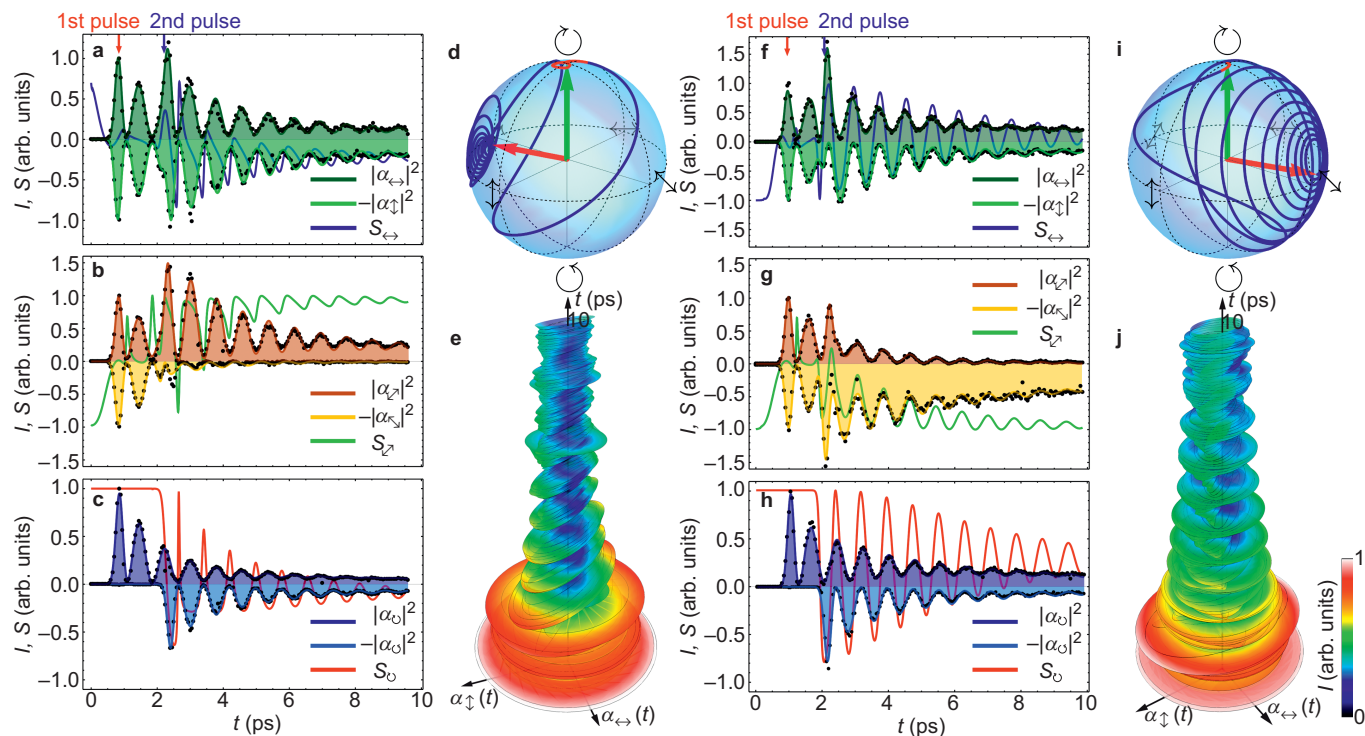 1st pulse 2nd pulse
a
I, S (arb. units)
1.0
0.5
0.0
−0.5
−1.0
|α↔|²
−|α↕|²
S↔
b
I, S (arb. units)
1.5
1.0
0.5
0.0
−0.5
−1.0
−1.5
|α⤢|²
−|α⤡|²
S⤢
c
I, S (arb. units)
1.0
0.5
0.0
−0.5
−1.0
|α↻|²
−|α↺|²
S↻
0 2 4 6 8 10
t (ps)
d
e
t (ps)
10
α↕(t)
α↔(t)
1st pulse 2nd pulse
f
I, S (arb. units)
1.5
1.0
0.5
0.0
−0.5
−1.0
−1.5
|α↔|²
−|α↕|²
S↔
g
I, S (arb. units)
1.5
1.0
0.5
0.0
−0.5
−1.0
−1.5
|α⤢|²
−|α⤡|²
S⤢
h
I, S (arb. units)
1.0
0.5
0.0
−0.5
−1.0
|α↻|²
−|α↺|²
S↻
0 2 4 6 8 10
t (ps)
i
j
t (ps)
10
α↕(t)
α↔(t)
1
I (arb. units)
0